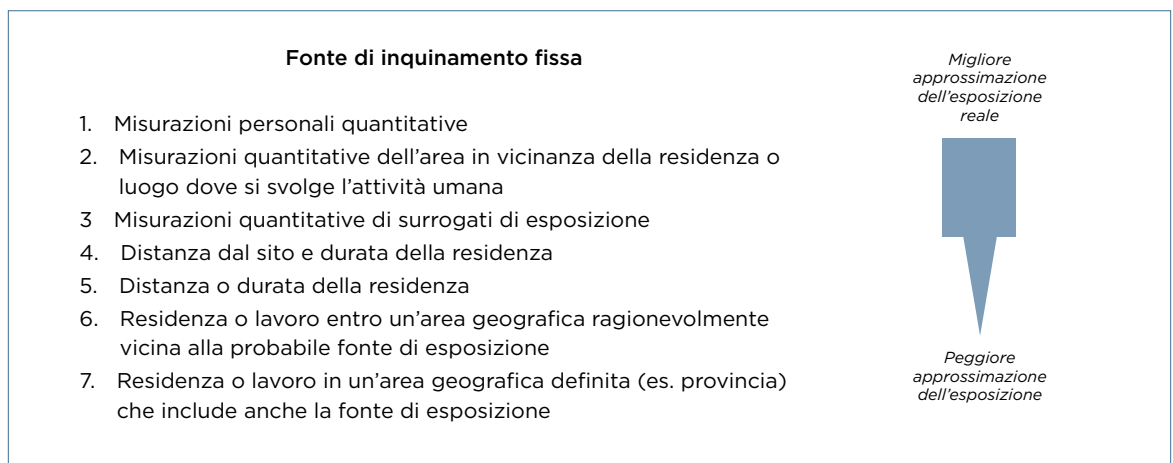 Fonte di inquinamento fissa
1. Misurazioni personali quantitative
2. Misurazioni quantitative dell'area in vicinanza della residenza o
luogo dove si svolge l'attività umana
3 Misurazioni quantitative di surrogati di esposizione
4. Distanza dal sito e durata della residenza
5. Distanza o durata della residenza
6. Residenza o lavoro entro un'area geografica ragionevolmente
vicina alla probabile fonte di esposizione
7. Residenza o lavoro in un'area geografica definita (es. provincia)
che include anche la fonte di esposizione
Migliore
approssimazione
dell'esposizione
reale
Peggiore
approssimazione
dell'esposizione